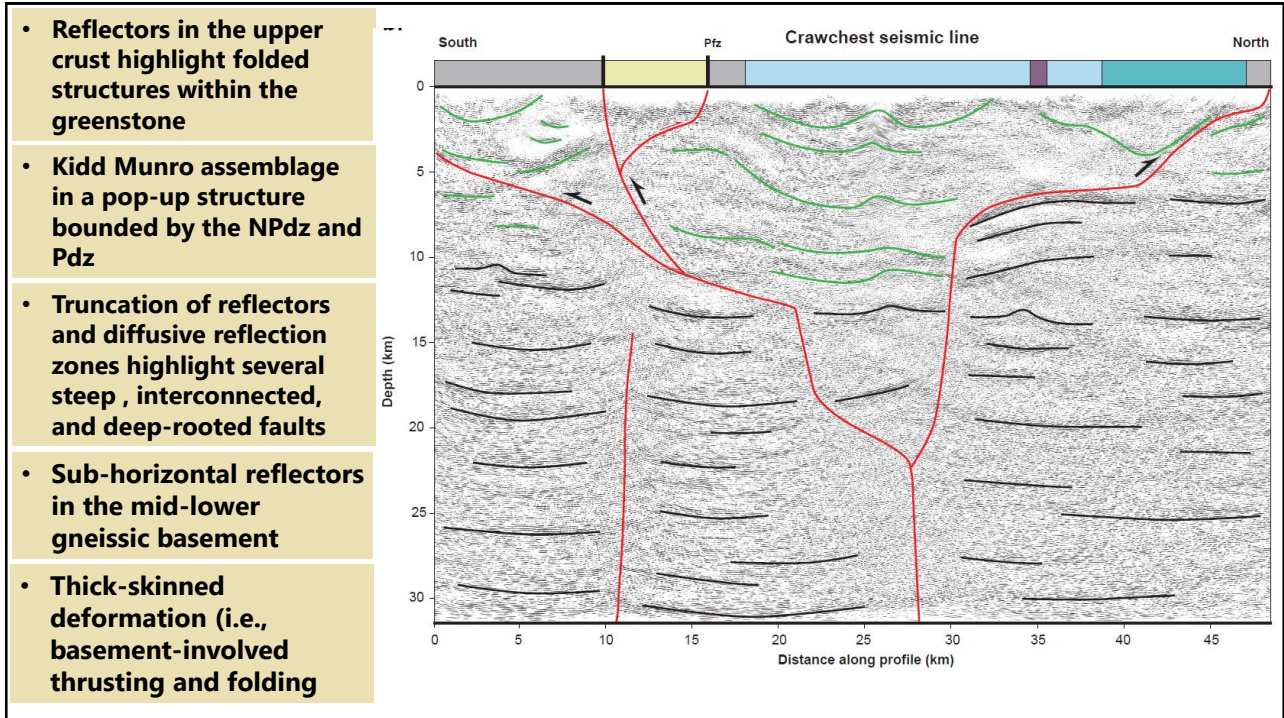 • Reflectors in the upper
crust highlight folded
structures within the
greenstone
• Kidd Munro assemblage
in a pop-up structure
bounded by the NPdz and
Pdz
• Truncation of reflectors
and diffusive reflection
zones highlight several
steep , interconnected,
and deep-rooted faults
• Sub-horizontal reflectors
in the mid-lower
gneissic basement
• Thick-skinned
deformation (i.e.,
basement-involved
thrusting and folding
South
Pfz
Crawchest seismic line
North
0
5
10
15
20
25
30
Depth (km)
0 5 10 15 20 25 30 35 40 45
Distance along profile (km)